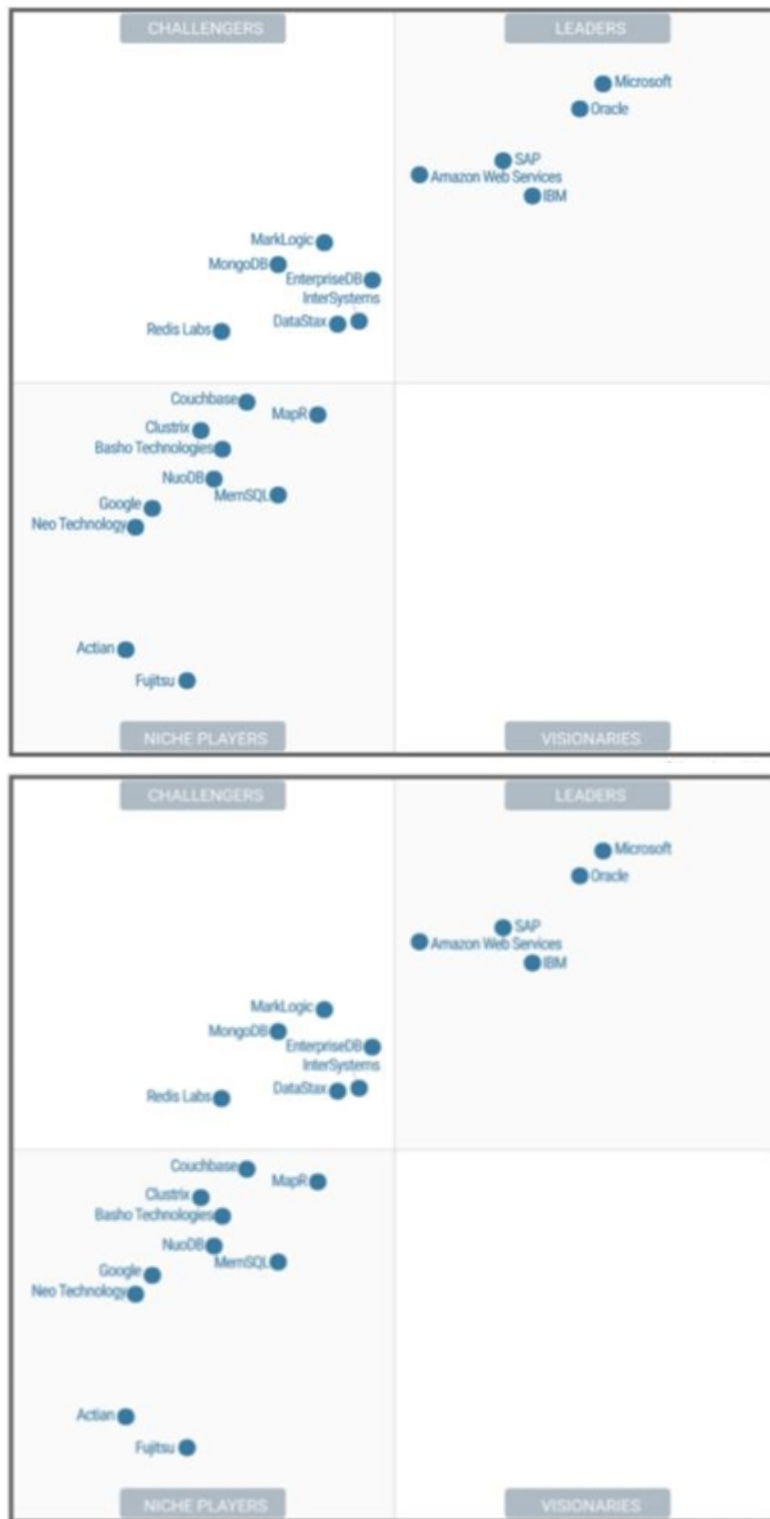 CHALLENGERS
LEADERS
Microsoft
Oracle
SAP
Amazon Web Services
IBM
MarkLogic
MongoDB
EnterpriseDB
InterSystems
DataStax
Redis Labs
Couchbase
MapR
Clustrix
Basho Technologies
NuoDB
MemSQL
Google
Neo Technology
Actian
Fujitsu
NICHE PLAYERS
VISIONARIES
CHALLENGERS
LEADERS
Microsoft
Oracle
SAP
Amazon Web Services
IBM
MarkLogic
MongoDB
EnterpriseDB
InterSystems
DataStax
Redis Labs
Couchbase
MapR
Clustrix
Basho Technologies
NuoDB
MemSQL
Google
Neo Technology
Actian
Fujitsu
NICHE PLAYERS
VISIONARIES